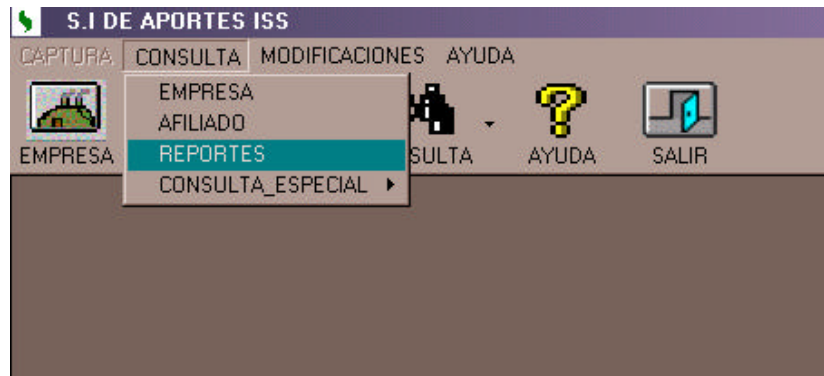 S.I DE APORTES ISS
CAPTURA CONSULTA MODIFICACIONES AYUDA
EMPRESA
AFILIADO
REPORTES
CONSULTA_ESPECIAL
EMPRESA SULTA AYUDA SALIR